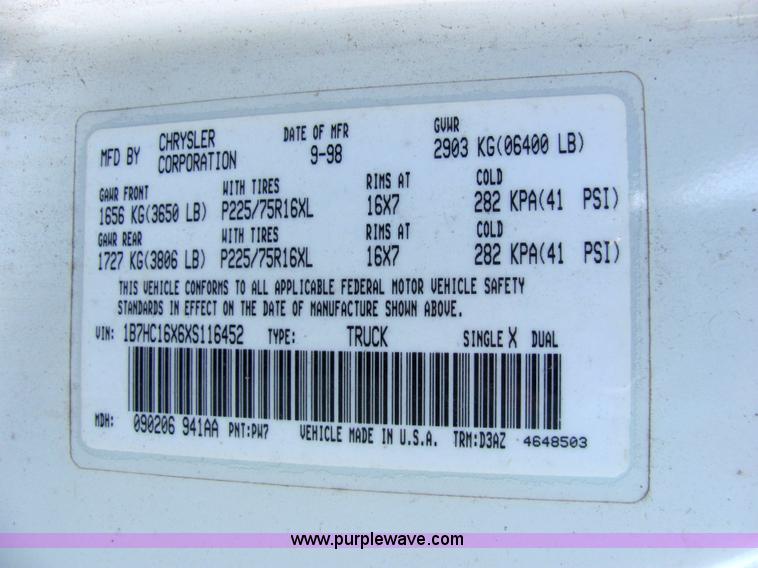 MFD BY CHRYSLER CORPORATION DATE OF MFR 9-98 GVWR 2903 KG(06400 LB)
GAWR FRONT WITH TIRES RIMS AT COLD
1656 KG(3650 LB) P225/75R16XL 16X7 282 KPA(41 PSI)
GAWR REAR WITH TIRES RIMS AT COLD
1727 KG(3806 LB) P225/75R16XL 16X7 282 KPA(41 PSI)
THIS VEHICLE CONFORMS TO ALL APPLICABLE FEDERAL MOTOR VEHICLE SAFETY
STANDARDS IN EFFECT ON THE DATE OF MANUFACTURE SHOWN ABOVE.
VIN: 1B7HC16X6XS116452 TYPE: TRUCK SINGLE X DUAL
MDH: 090206 941AA PNT:PW7 VEHICLE MADE IN U.S.A. TRM:D3AZ 4648503
www.purplewave.com